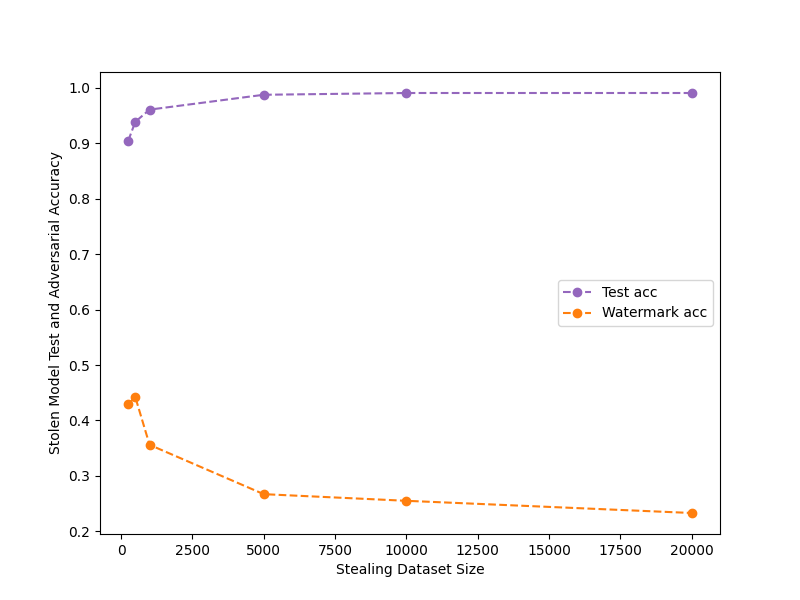 1.0
0.9
0.8
0.7
0.6
0.5
0.4
0.3
0.2
Stolen Model Test and Adversarial Accuracy
Test acc
Watermark acc
0 2500 5000 7500 10000 12500 15000 17500 20000
Stealing Dataset Size